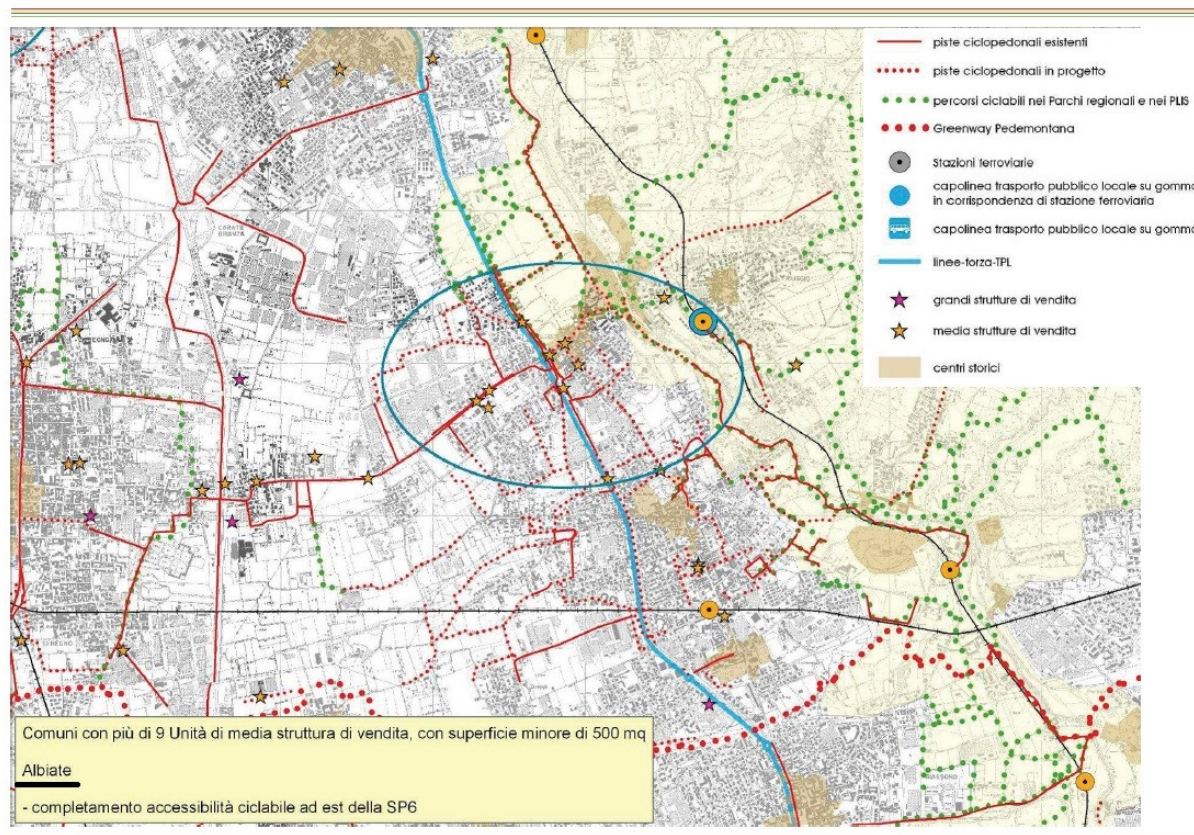 piste ciclopedonali esistenti
piste ciclopedonali in progetto
percorsi ciclabili nei Parchi regionali e nei PLIS
Greenway Pedemontana
Stazioni ferroviarie
capolinea trasporto pubblico locale su gomma
in corrispondenza di stazione ferroviaria
capolinea trasporto pubblico locale su gomma
linee-forza-TPL
grandi strutture di vendita
media strutture di vendita
centri storici
CARATE
BRIANZA
SEREGNO
Comuni con più di 9 Unità di media struttura di vendita, con superficie minore di 500 mq
Albiate
- completamento accessibilità ciclabile ad est della SP6